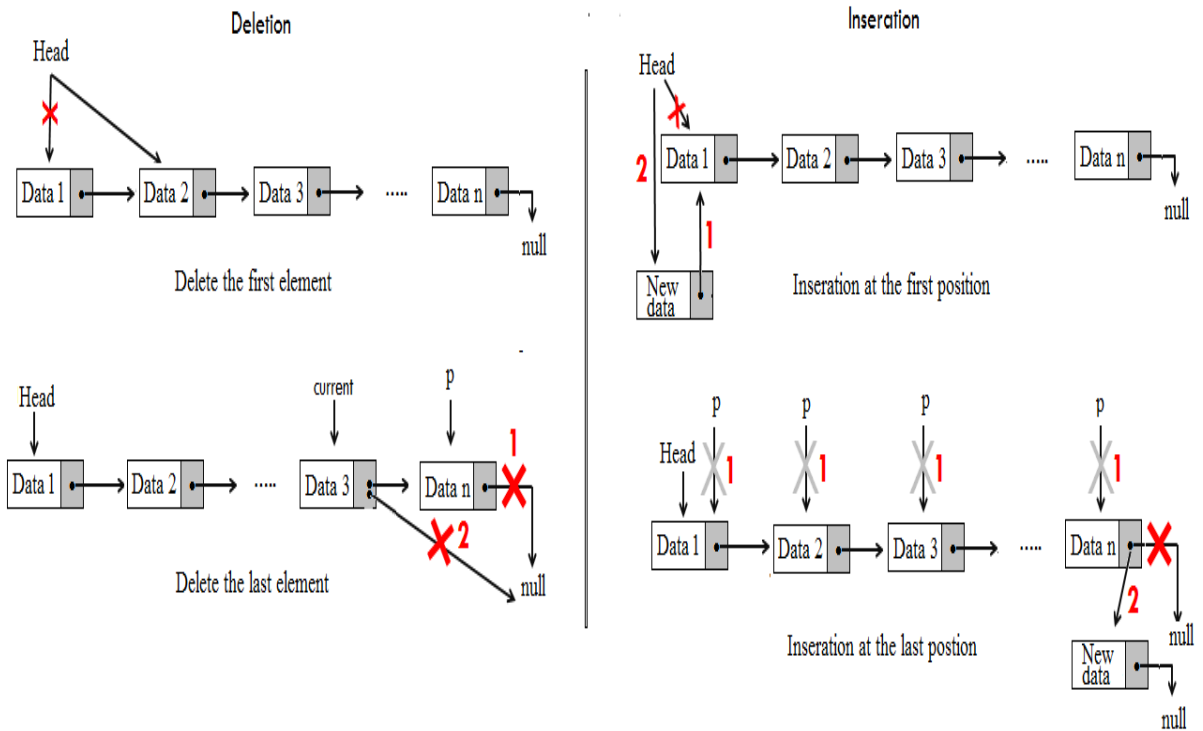 Deletion
Head
Data 1
Data 2
Data 3
.....
Data n
null
Delete the first element
Head
current
p
1
Data 1
Data 2
.....
Data 3
Data n
2
null
Delete the last element
Inseration
Head
2
Data 1
Data 2
Data 3
.....
Data n
null
1
New
data
Inseration at the first position
p
p
p
p
Head
1
1
1
1
Data 1
Data 2
Data 3
.....
Data n
2
null
New
data
null
Inseration at the last postion